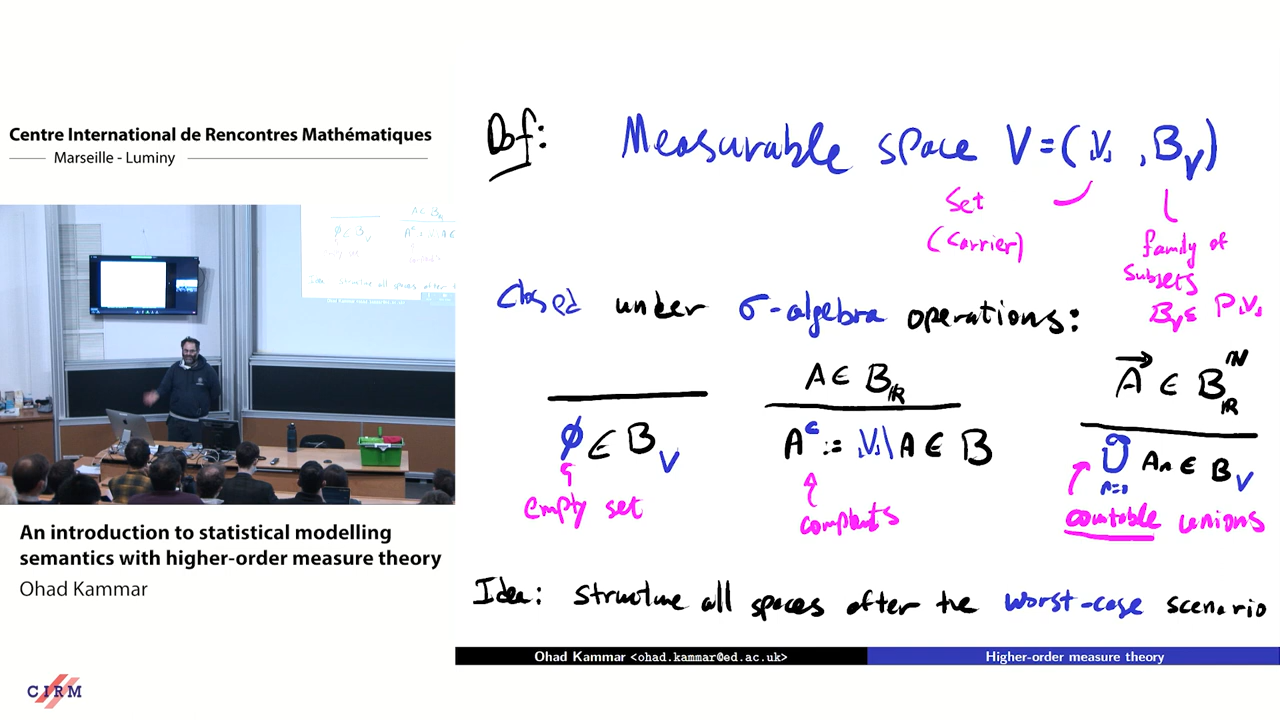 Centre International de Rencontres Mathématiques
Marseille - Luminy
An introduction to statistical modelling
semantics with higher-order measure theory
Ohad Kammar
CIRM
Def: Measurable space V=(⌞V⌟, B_V)
Set
(Carrier)
family of
Subsets
B_V ⊆ P⌞V⌟
Closed under σ-algebra operations:
A ∈ B_ℝ
A⃗ ∈ B_ℝ^ℕ
∅ ∈ B_V
A^c := ⌞V⌟\A ∈ B
⋃_{n=0}^∞ A_n ∈ B_V
empty set
complents
countable unions
Idea: Structure all spaces after the worst-case scenario
Ohad Kammar <ohad.kammar@ed.ac.uk>
Higher-order measure theory